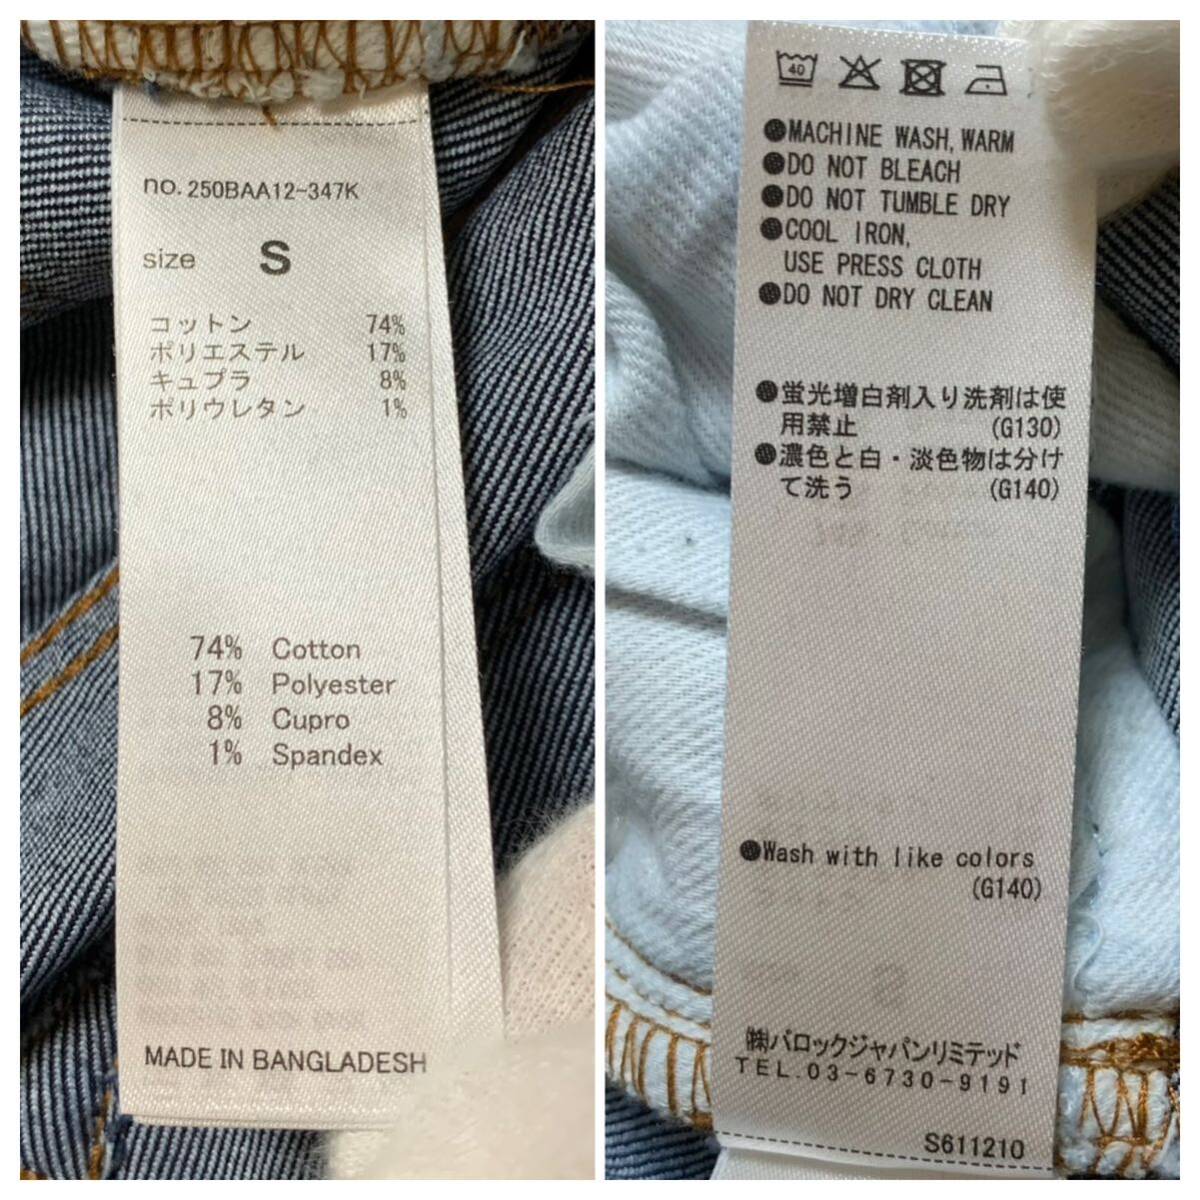 no. 250BAA12-347K
size S
コットン 74%
ポリエステル 17%
キュプラ 8%
ポリウレタン 1%
74% Cotton
17% Polyester
8% Cupro
1% Spandex
MADE IN BANGLADESH
40
●MACHINE WASH, WARM
●DO NOT BLEACH
●DO NOT TUMBLE DRY
●COOL IRON,
USE PRESS CLOTH
●DO NOT DRY CLEAN
●蛍光増白剤入り洗剤は使
用禁止 (G130)
●濃色と白・淡色物は分け
て洗う (G140)
●Wash with like colors
(G140)
㈱バロックジャパンリミテッド
TEL.03-6730-9191
S611210